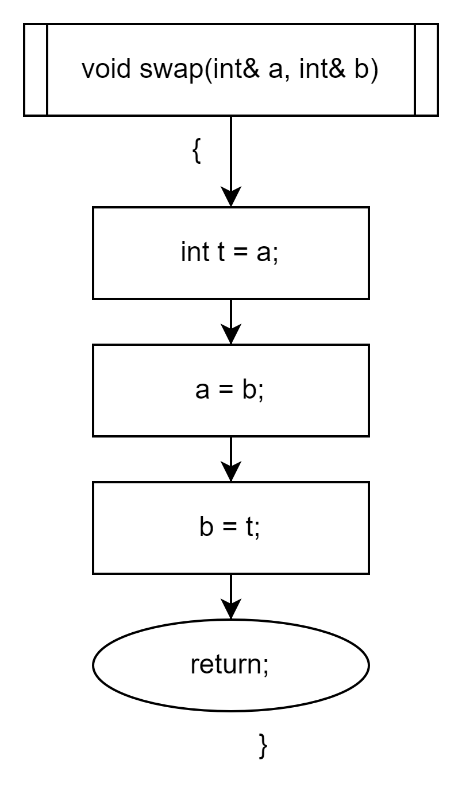 void swap(int& a, int& b)
{
int t = a;
a = b;
b = t;
return;
}